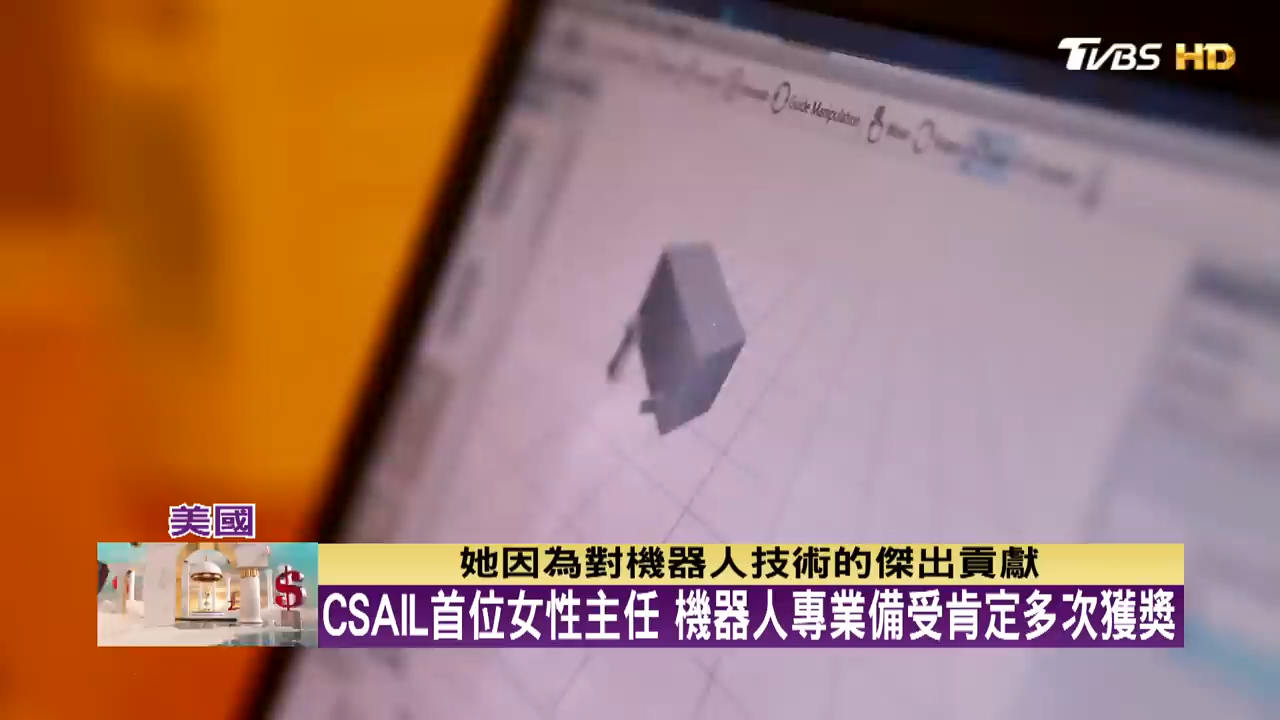 TVBS HD
Guide Manipulation
美國
她因為對機器人技術的傑出貢獻
CSAIL首位女性主任 機器人專業備受肯定多次獲獎